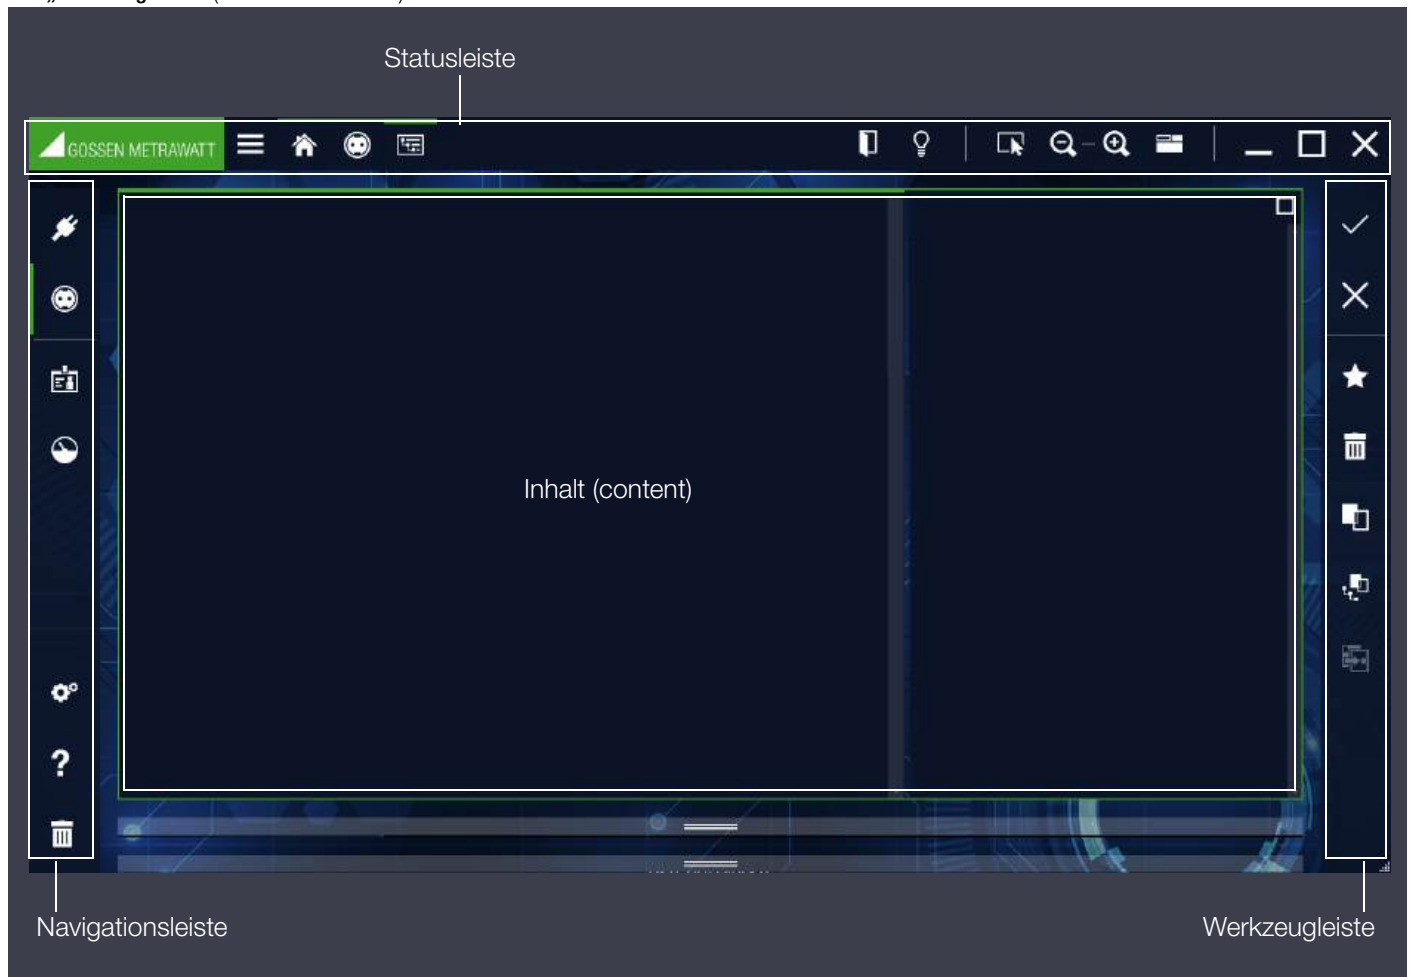 Statusleiste
GOSSEN METRAWATT
Inhalt (content)
Navigationsleiste
Werkzeugleiste